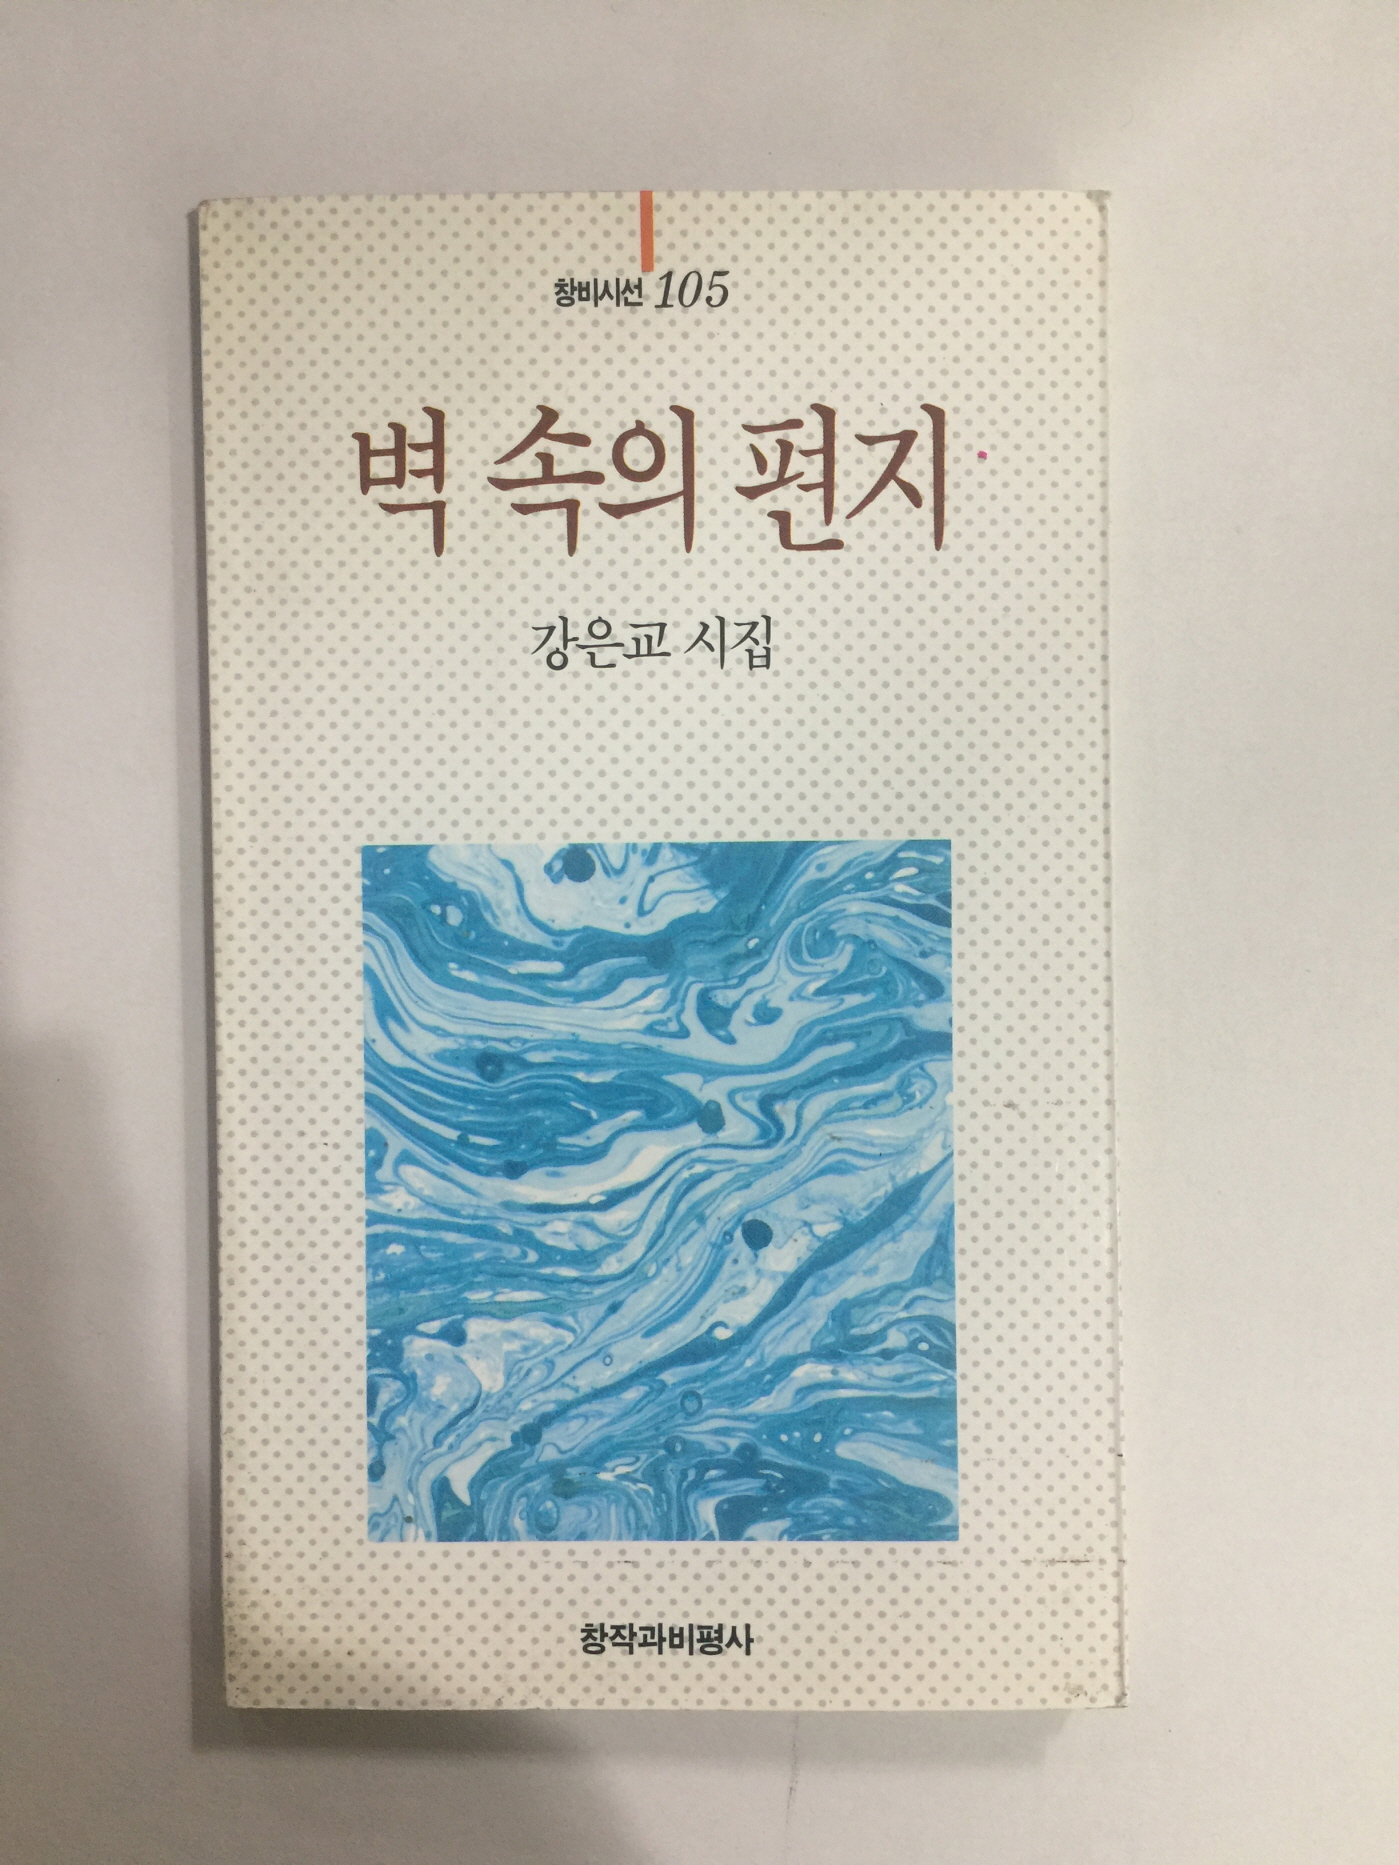 창비시선 105
벽 속의 편지
강은교 시집
창작과비평사